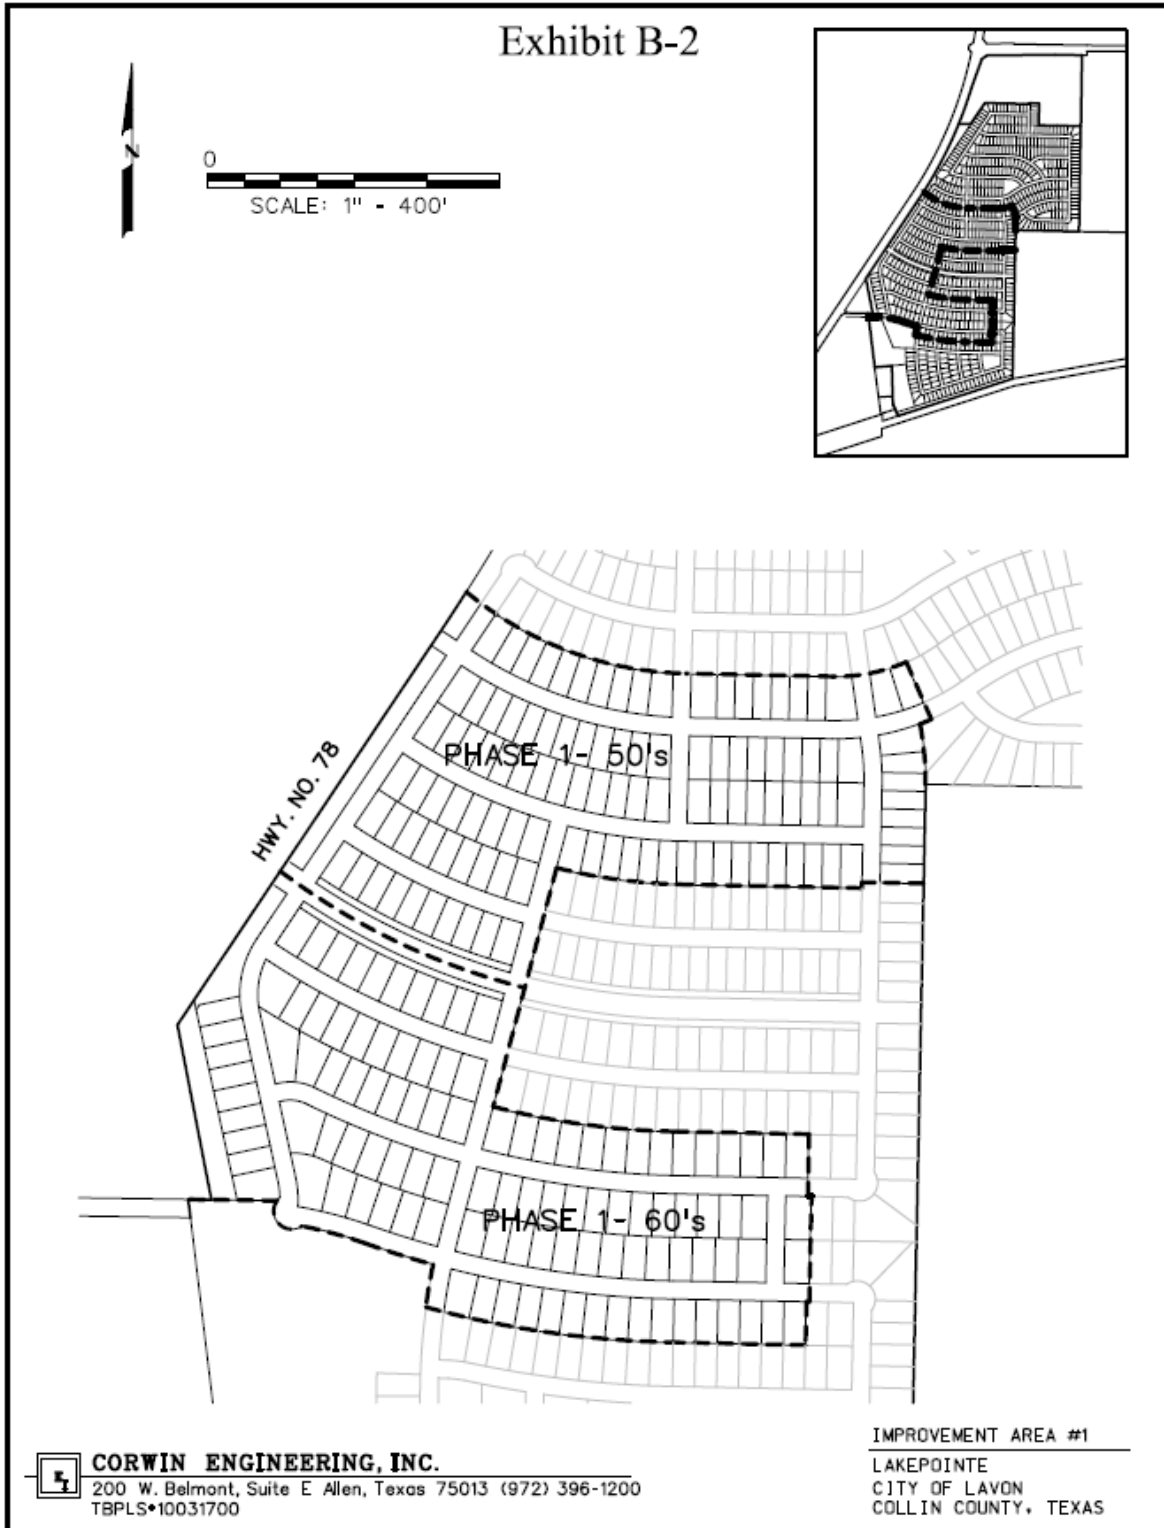 Exhibit B-2
N
0
SCALE: 1" - 400'
PHASE 1- 50's
HWY. NO. 78
PHASE 1- 60's
CORWIN ENGINEERING, INC.
200 W. Belmont, Suite E Allen, Texas 75013 (972) 396-1200
TBPLS•10031700
IMPROVEMENT AREA #1
LAKEPOINTE
CITY OF LAVON
COLLIN COUNTY, TEXAS